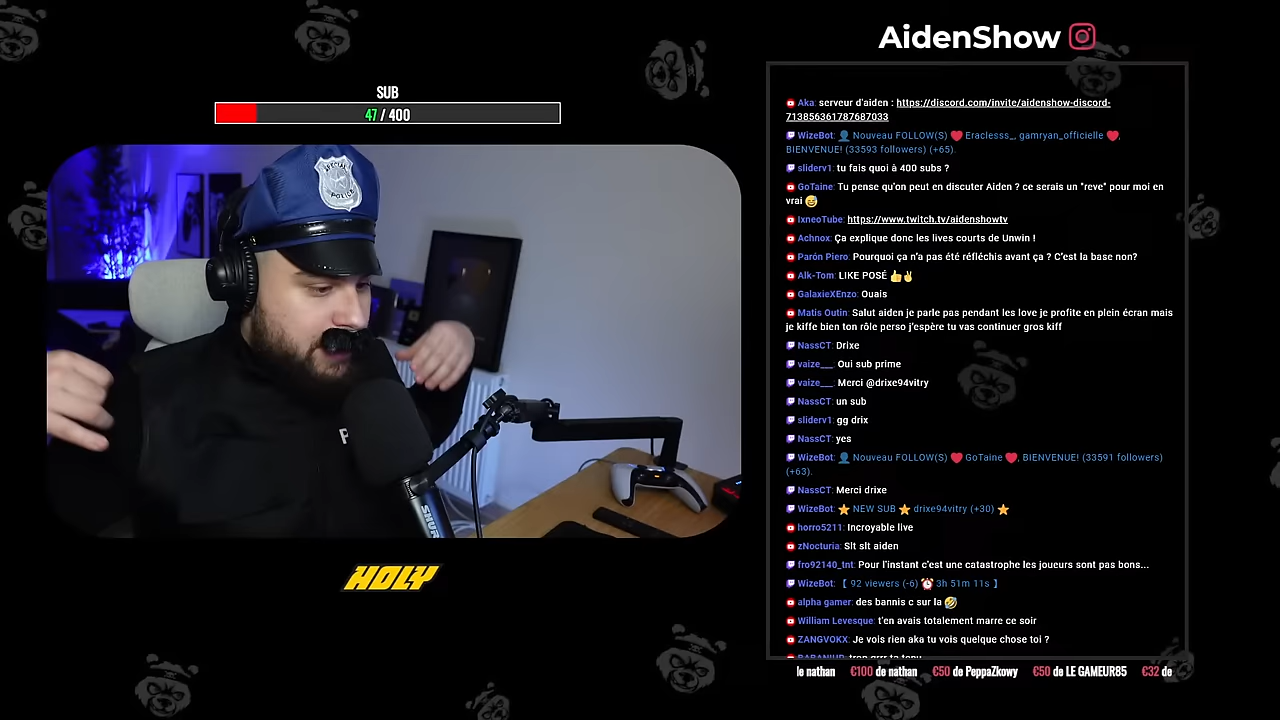 AidenShow
SUB
47 / 400
SPECIAL
POLICE
SHURE
HOLY
Aka: serveur d'aiden : https://discord.com/invite/aidenshow-discord-
713856361787687033
WizeBot: 👤 Nouveau FOLLOW(S) ❤️ Eraclesss_, gamryan_officielle ❤️,
BIENVENUE! (33593 followers) (+65).
sliderv1: tu fais quoi à 400 subs ?
GoTaine: Tu pense qu'on peut en discuter Aiden ? ce serais un "reve" pour moi en
vrai 😅
IxneoTube: https://www.twitch.tv/aidenshowtv
Achnox: Ça explique donc les lives courts de Unwin !
Parón Piero: Pourquoi ça n'a pas été réfléchis avant ça ? C'est la base non?
Alk-Tom: LIKE POSÉ 👍✌️
GalaxieXEnzo: Ouais
Matis Outin: Salut aiden je parle pas pendant les love je profite en plein écran mais
je kiffe bien ton rôle perso j'espère tu vas continuer gros kiff
NassCT: Drixe
vaize___: Oui sub prime
vaize___: Merci @drixe94vitry
NassCT: un sub
sliderv1: gg drix
NassCT: yes
WizeBot: 👤 Nouveau FOLLOW(S) ❤️ GoTaine ❤️, BIENVENUE! (33591 followers)
(+63).
NassCT: Merci drixe
WizeBot: ⭐ NEW SUB ⭐ drixe94vitry (+30) ⭐
horro5211: Incroyable live
zNocturia: Slt slt aiden
fro92140_tnt: Pour l'instant c'est une catastrophe les joueurs sont pas bons...
WizeBot: 【 92 viewers (-6) ⏰ 3h 51m 11s 】
alpha gamer: des bannis c sur la 🤣
William Levesque: t'en avais totalement marre ce soir
ZANGVOKX: Je vois rien aka tu vois quelque chose toi ?
le nathan €100 de nathan €50 de PeppaZkowy €50 de LE GAMEUR85 €32 de